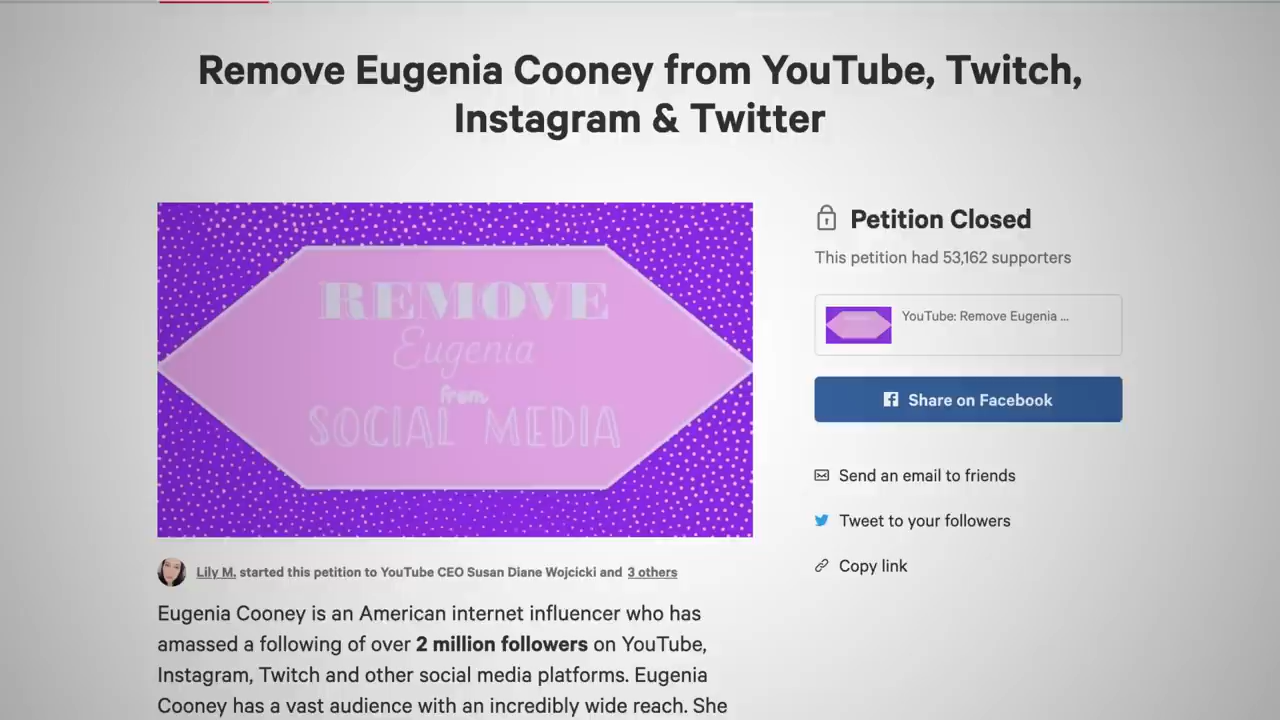 Remove Eugenia Cooney from YouTube, Twitch,
Instagram & Twitter
REMOVE
Eugenia
from
SOCIAL MEDIA
Petition Closed
This petition had 53,162 supporters
YouTube: Remove Eugenia ...
Share on Facebook
Send an email to friends
Tweet to your followers
Copy link
Lily M. started this petition to YouTube CEO Susan Diane Wojcicki and 3 others
Eugenia Cooney is an American internet influencer who has
amassed a following of over 2 million followers on YouTube,
Instagram, Twitch and other social media platforms. Eugenia
Cooney has a vast audience with an incredibly wide reach. She